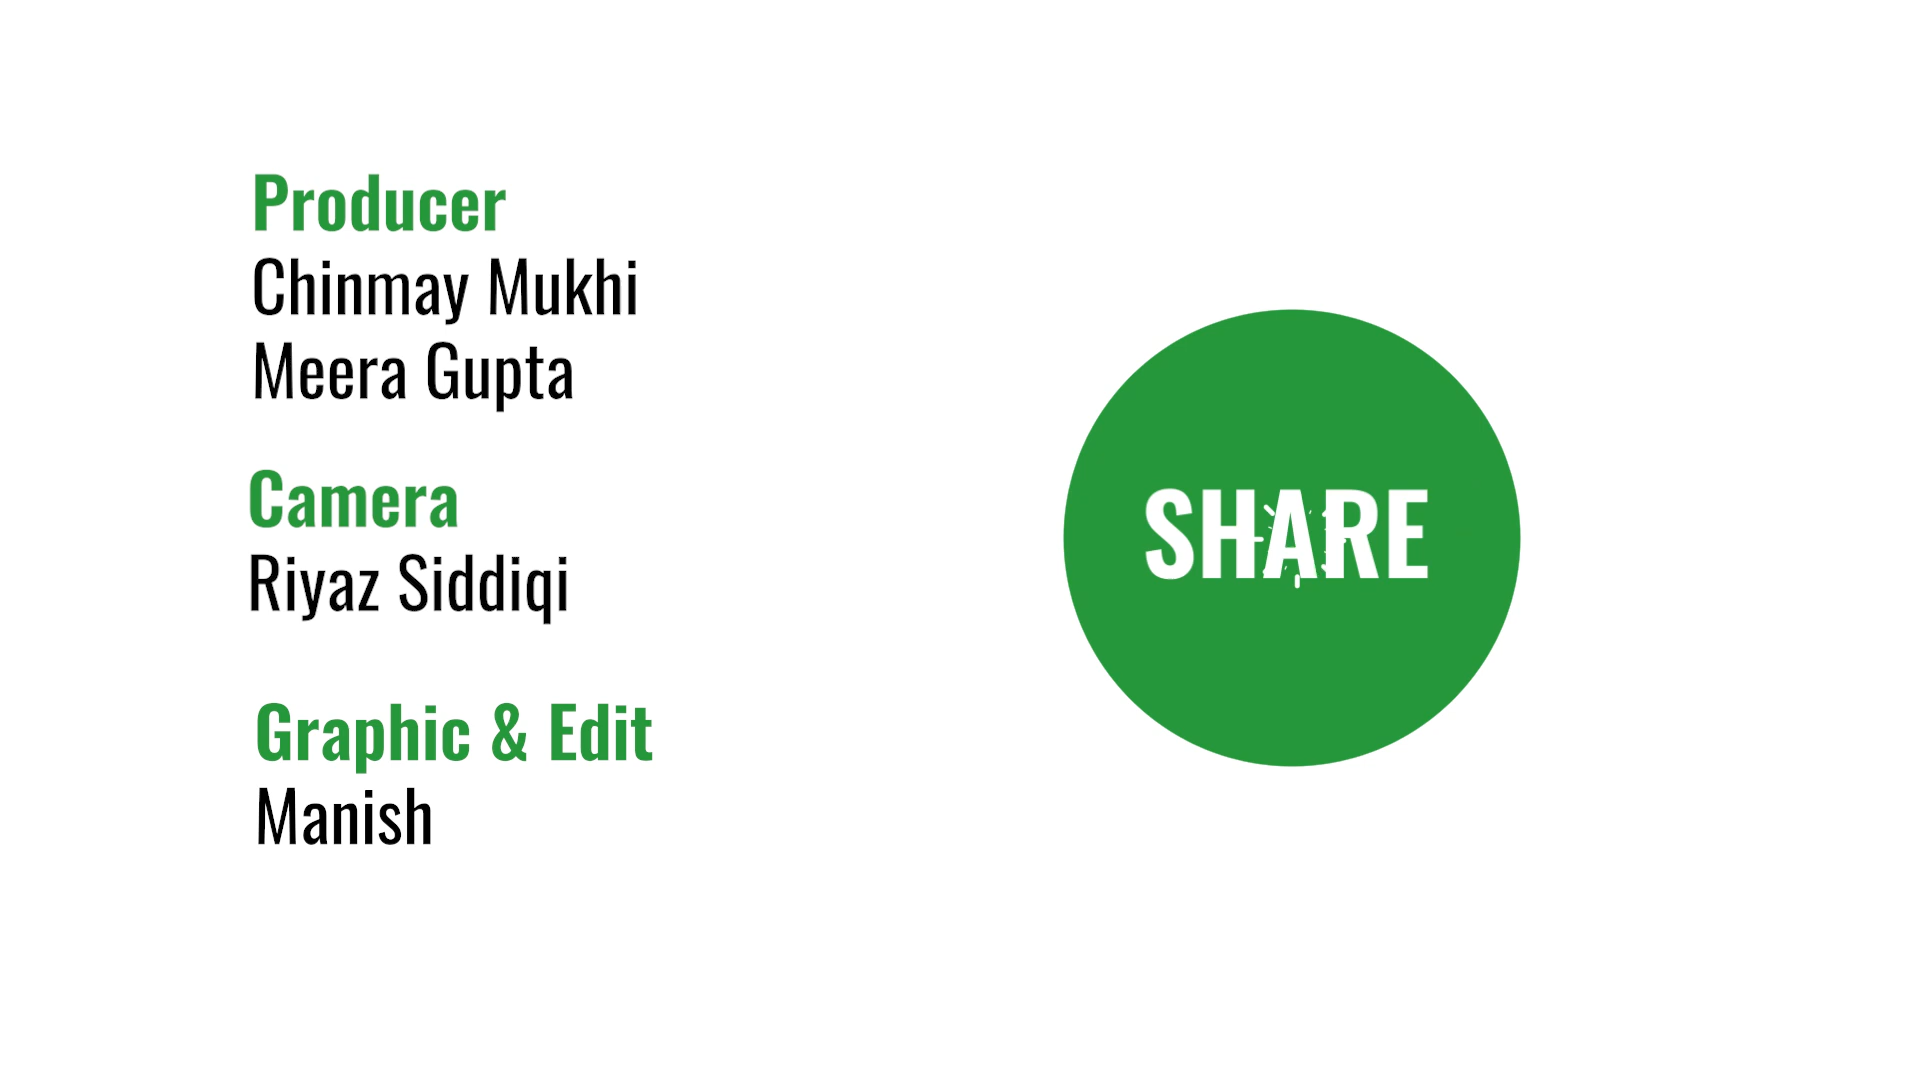 Producer
Chinmay Mukhi
Meera Gupta
Camera
Riyaz Siddiqi
Graphic & Edit
Manish
SHARE